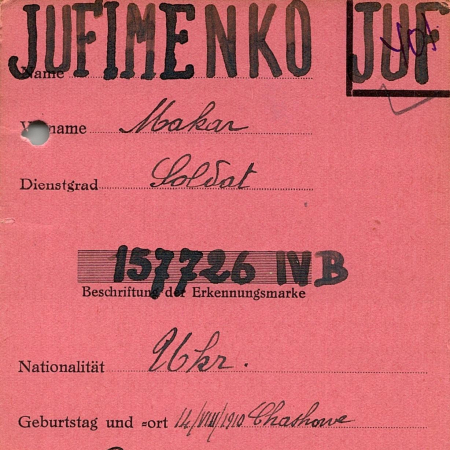 JUFIMENKO JUF
Name
Vorname Makar
Dienstgrad Soldat
157726 IVB
Beschriftung der Erkennungsmarke
Nationalität Ukr.
Geburtstag und =ort 14/VIII/1910 Chashowe